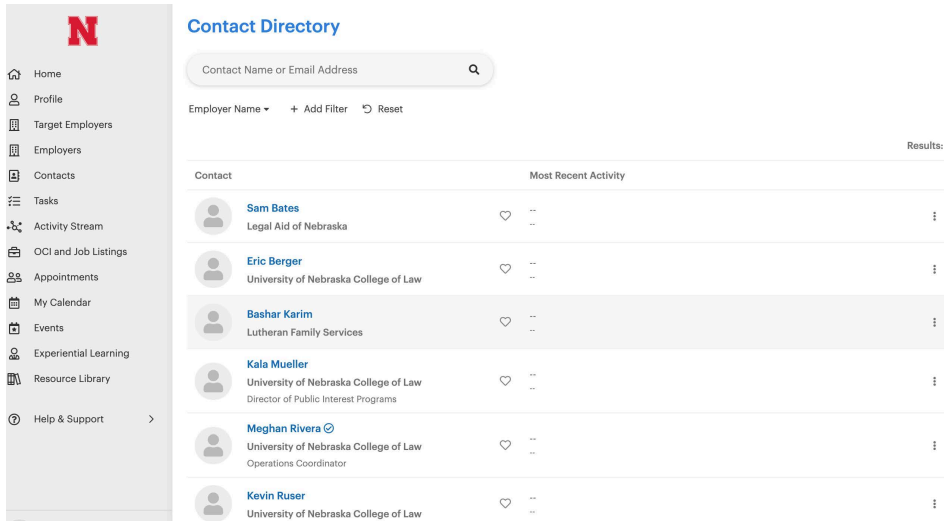 N
Home
Profile
Target Employers
Employers
Contacts
Tasks
Activity Stream
OCI and Job Listings
Appointments
My Calendar
Events
Experiential Learning
Resource Library
Help & Support
Contact Directory
Contact Name or Email Address
Employer Name + Add Filter Reset
Results:
Contact Most Recent Activity
Sam Bates
Legal Aid of Nebraska
--
--
Eric Berger
University of Nebraska College of Law
--
--
Bashar Karim
Lutheran Family Services
--
--
Kala Mueller
University of Nebraska College of Law
Director of Public Interest Programs
--
--
Meghan Rivera
University of Nebraska College of Law
Operations Coordinator
--
--
Kevin Ruser
University of Nebraska College of Law
--
--